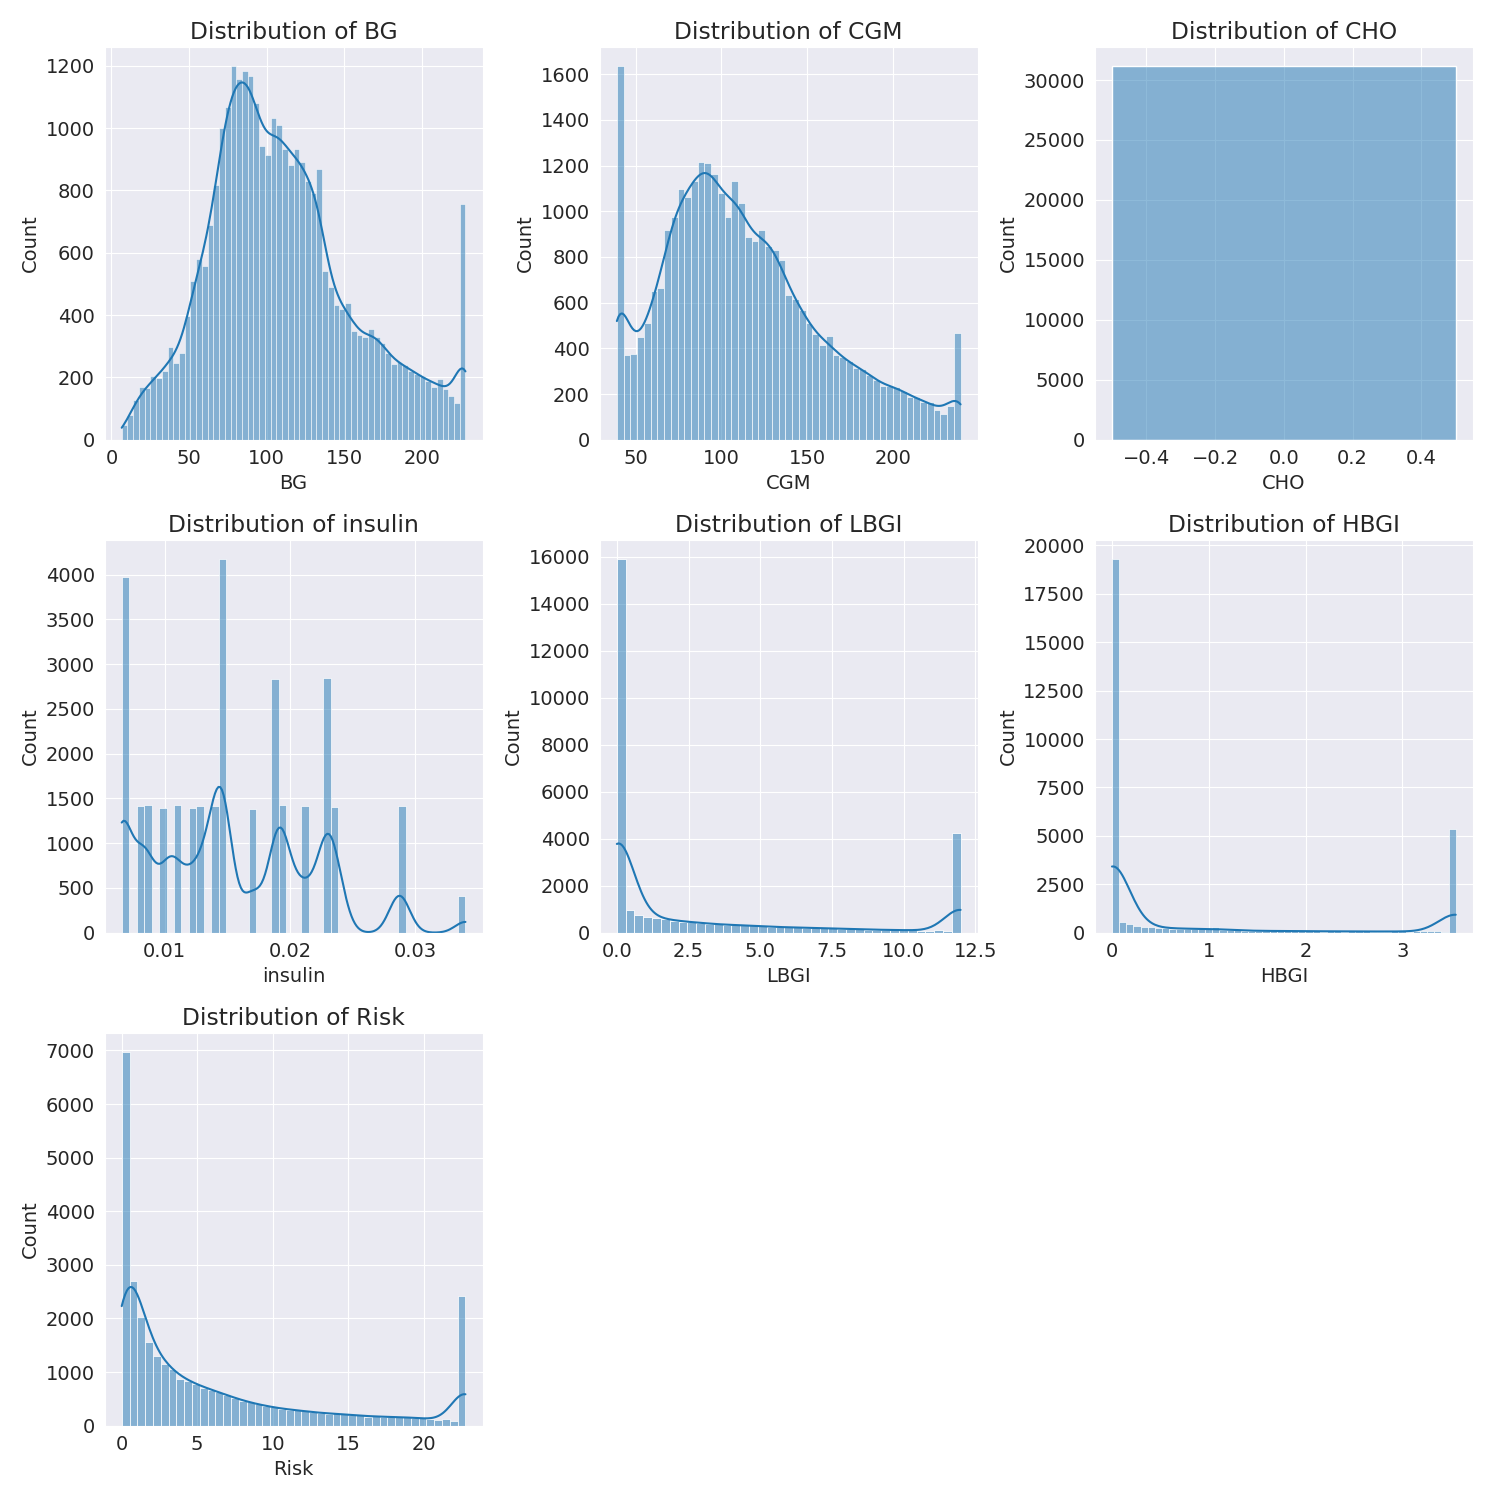 Distribution of BG
Count
1200
1000
800
600
400
200
0
0 50 100 150 200
BG
Distribution of CGM
Count
1600
1400
1200
1000
800
600
400
200
0
50 100 150 200
CGM
Distribution of CHO
Count
30000
25000
20000
15000
10000
5000
0
−0.4 −0.2 0.0 0.2 0.4
CHO
Distribution of insulin
Count
4000
3500
3000
2500
2000
1500
1000
500
0
0.01 0.02 0.03
insulin
Distribution of LBGI
Count
16000
14000
12000
10000
8000
6000
4000
2000
0
0.0 2.5 5.0 7.5 10.0 12.5
LBGI
Distribution of HBGI
Count
20000
17500
15000
12500
10000
7500
5000
2500
0
0 1 2 3
HBGI
Distribution of Risk
Count
7000
6000
5000
4000
3000
2000
1000
0
0 5 10 15 20
Risk